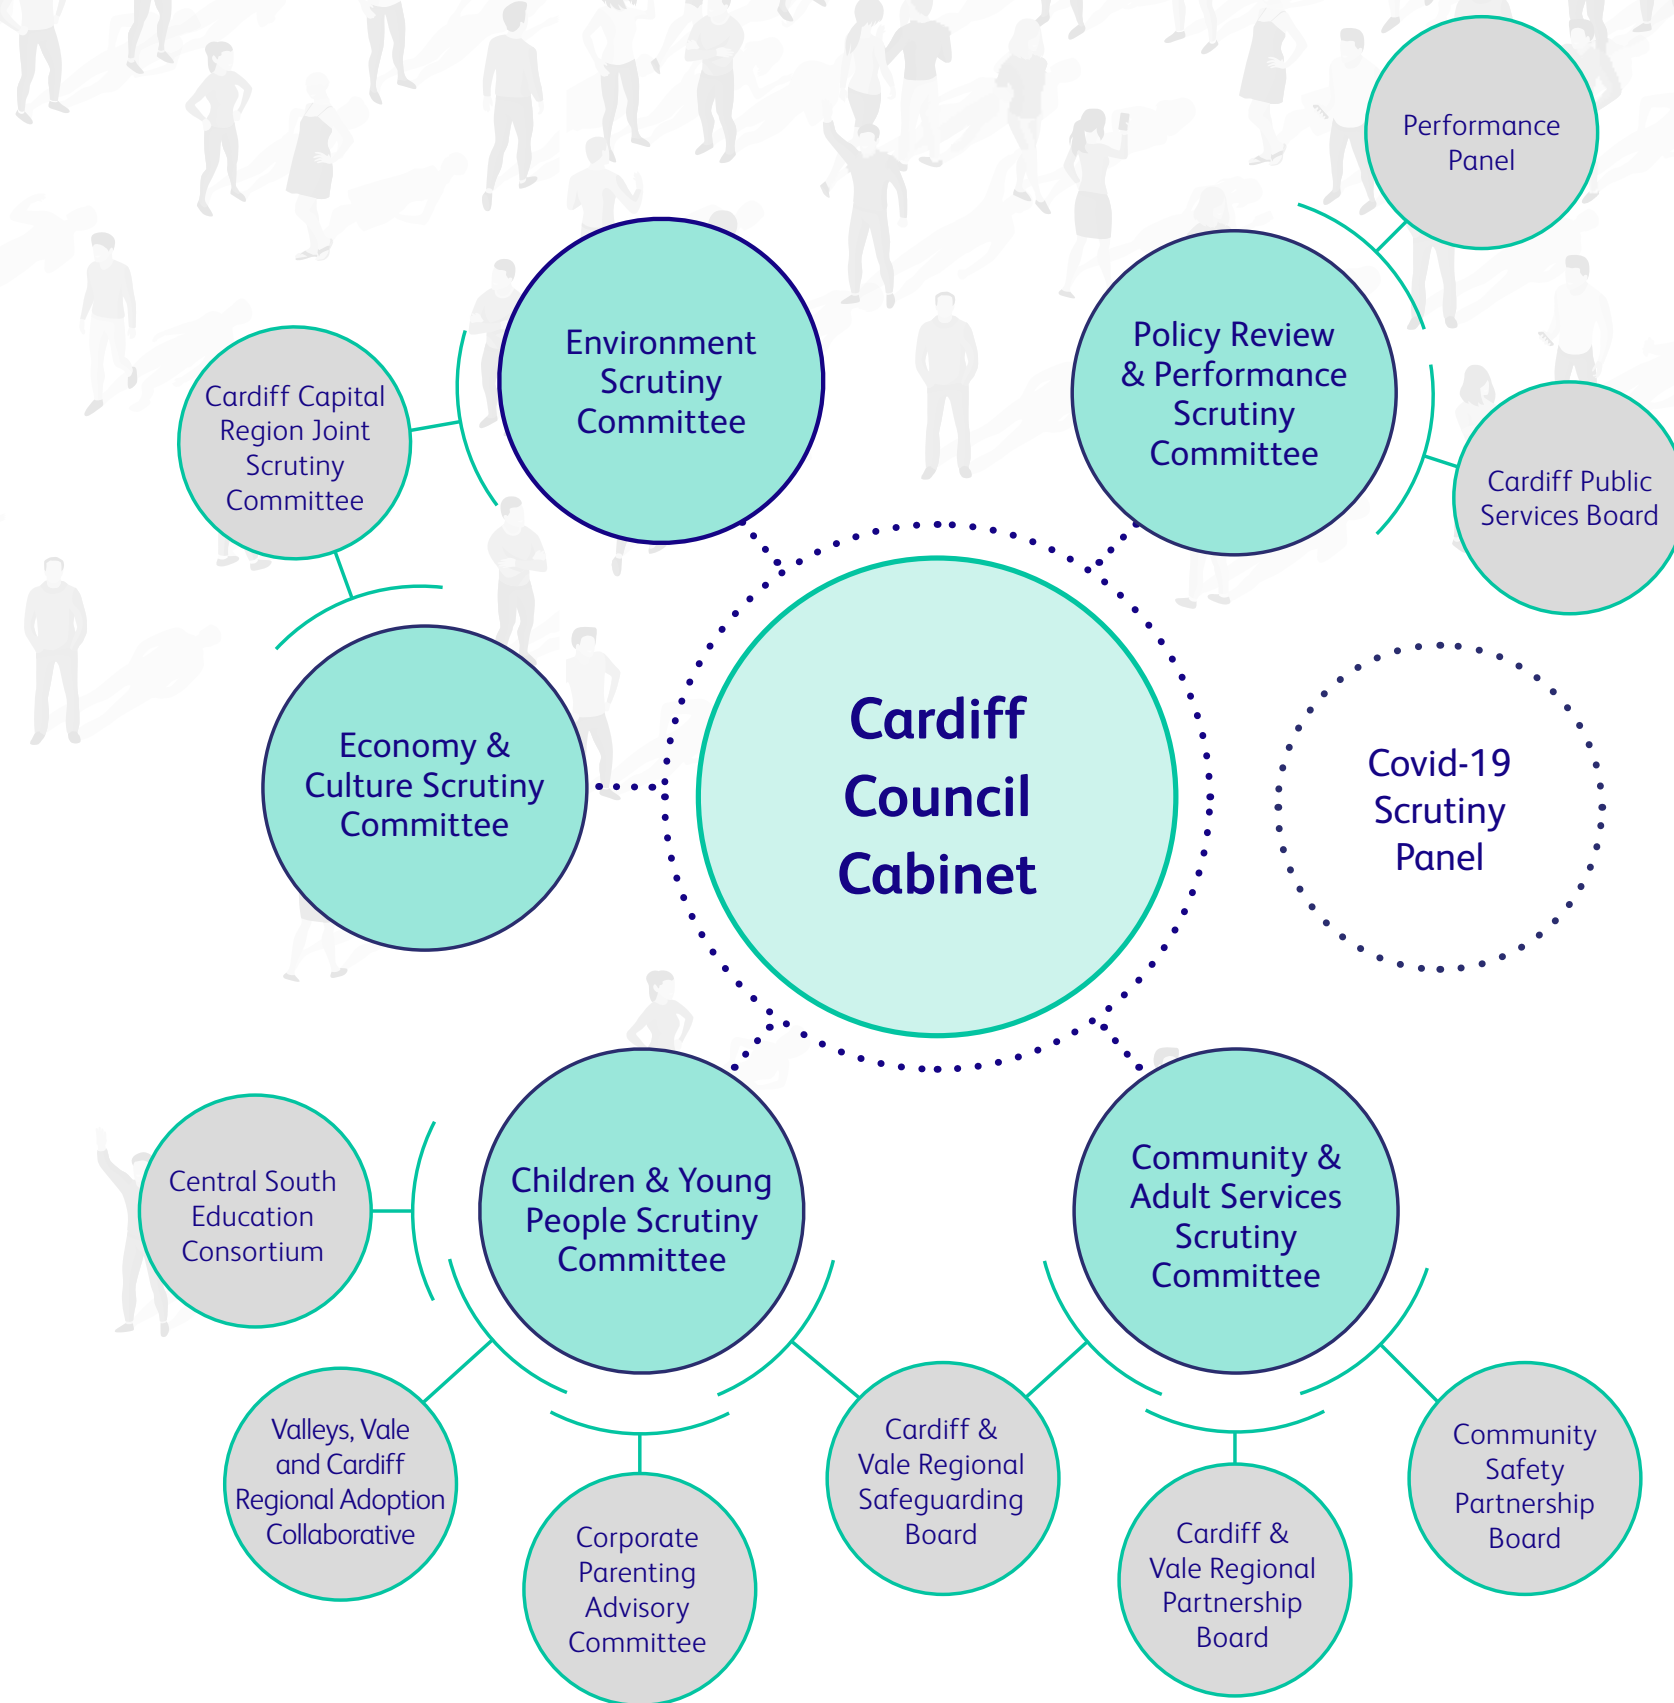 Performance
Panel
Environment
Scrutiny
Committee
Policy Review
& Performance
Scrutiny
Committee
Cardiff Capital
Region Joint
Scrutiny
Committee
Cardiff Public
Services Board
Economy &
Culture Scrutiny
Committee
Cardiff
Council
Cabinet
Covid-19
Scrutiny
Panel
Central South
Education
Consortium
Children & Young
People Scrutiny
Committee
Community &
Adult Services
Scrutiny
Committee
Valleys, Vale
and Cardiff
Regional Adoption
Collaborative
Corporate
Parenting
Advisory
Committee
Cardiff &
Vale Regional
Safeguarding
Board
Cardiff &
Vale Regional
Partnership
Board
Community
Safety
Partnership
Board